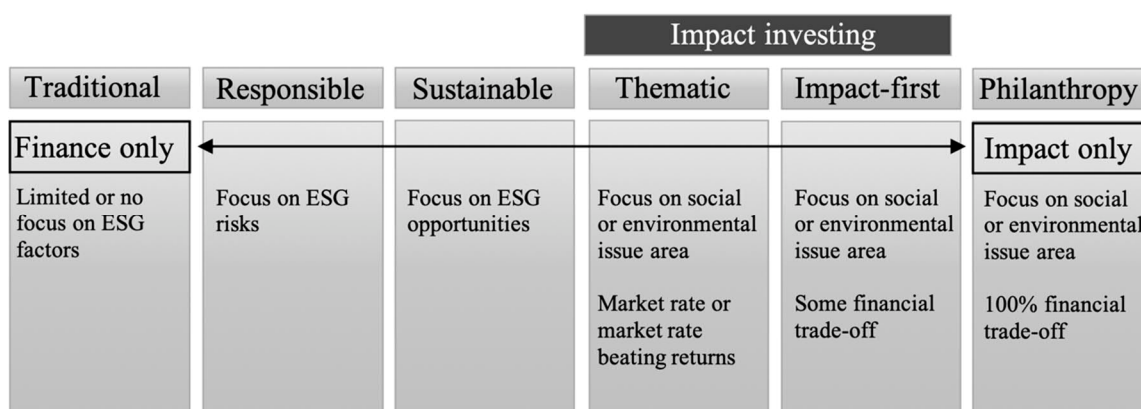 Impact investing
Traditional
Responsible
Sustainable
Thematic
Impact-first
Philanthropy
Finance only
Impact only
Limited or no
focus on ESG
factors
Focus on ESG
risks
Focus on ESG
opportunities
Focus on social
or environmental
issue area
Market rate or
market rate
beating returns
Focus on social
or environmental
issue area
Some financial
trade-off
Focus on social
or environmental
issue area
100% financial
trade-off